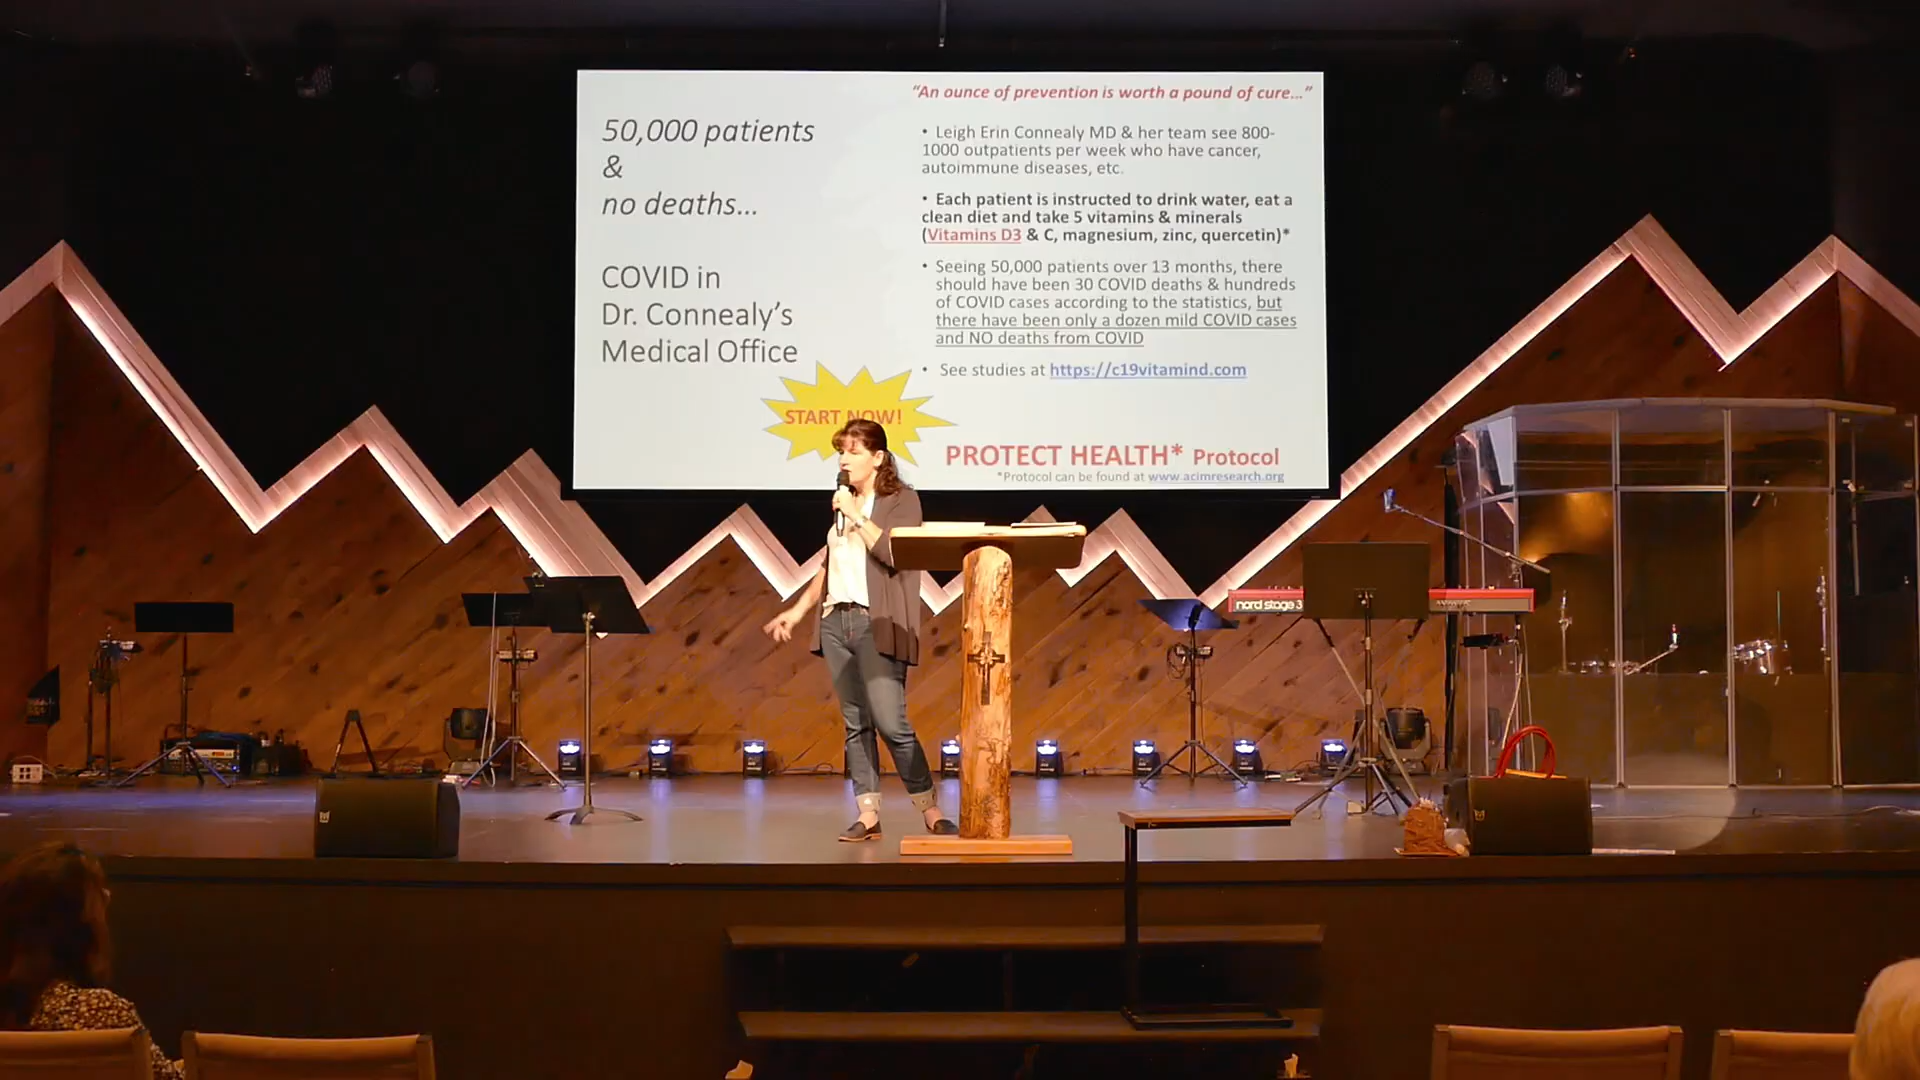 50,000 patients
&
no deaths...
COVID in
Dr. Connealy's
Medical Office
START NOW!
"An ounce of prevention is worth a pound of cure..."
• Leigh Erin Connealy MD & her team see 800-
1000 outpatients per week who have cancer,
autoimmune diseases, etc.
• Each patient is instructed to drink water, eat a
clean diet and take 5 vitamins & minerals
(Vitamins D3 & C, magnesium, zinc, quercetin)*
• Seeing 50,000 patients over 13 months, there
should have been 30 COVID deaths & hundreds
of COVID cases according to the statistics, but
there have been only a dozen mild COVID cases
and NO deaths from COVID
• See studies at https://c19vitamind.com
PROTECT HEALTH* Protocol
*Protocol can be found at www.acimresearch.org
nord stage 3